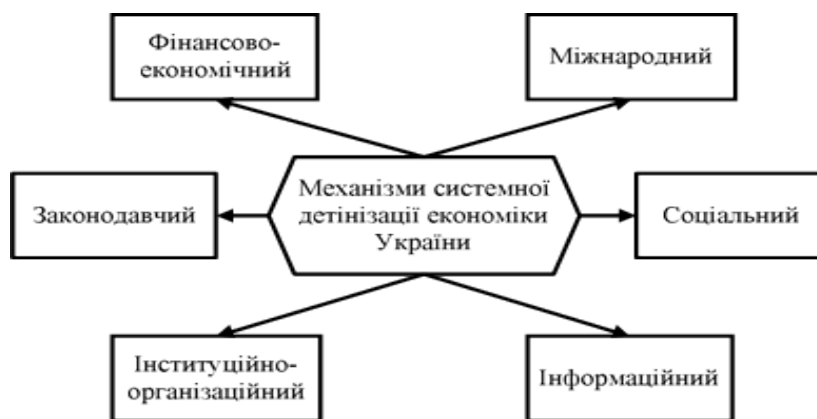 Фінансово-
економічний
Міжнародний
Законодавчий
Механізми системної
детінізації економіки
України
Соціальний
Інституційно-
організаційний
Інформаційний